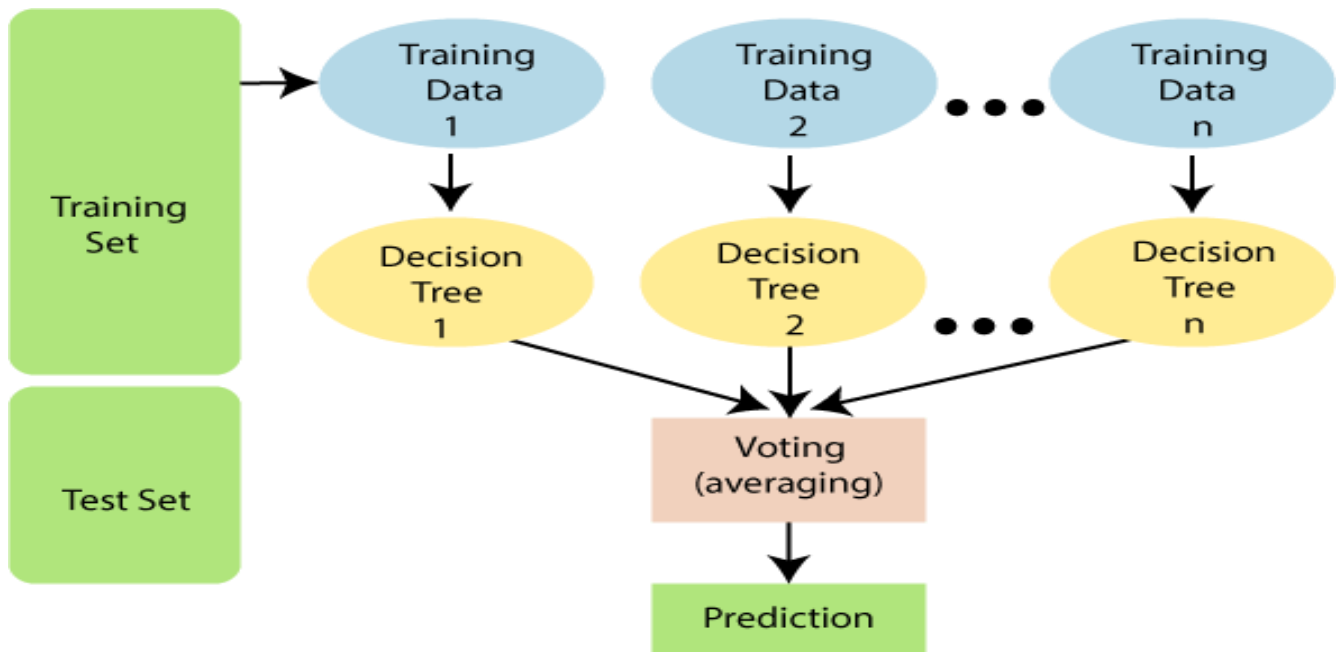 Training
Set
Training
Data
1
Training
Data
2
Training
Data
n
Decision
Tree
1
Decision
Tree
2
Decision
Tree
n
Test Set
Voting
(averaging)
Prediction